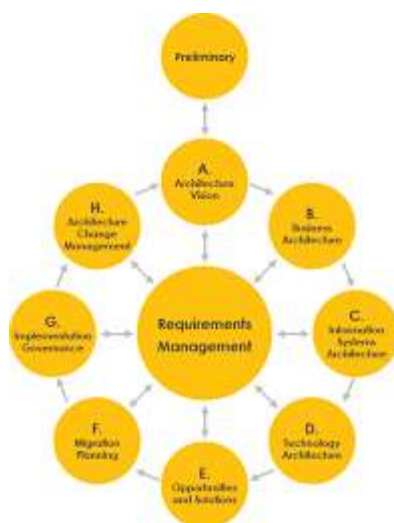 Preliminary
A.
Architecture
Vision
H.
Architecture
Change
Management
B.
Business
Architecture
G.
Implementation
Governance
Requirements
Management
C.
Information
Systems
Architecture
F.
Migration
Planning
D.
Technology
Architecture
E.
Opportunities
and Solutions